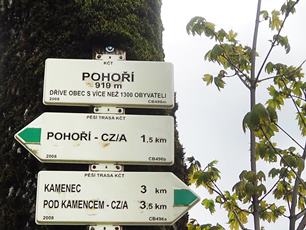 KČT
POHOŘÍ
919 m
DŘÍVE OBEC S VÍCE NEŽ 1300 OBYVATELI
2008 CB496m
PĚŠÍ TRASA KČT
POHOŘÍ - CZ/A 1,5 km
2008 CB496a
PĚŠÍ TRASA KČT
KAMENEC 3 km
POD KAMENCEM - CZ/A 3,5 km
2008 CB496a